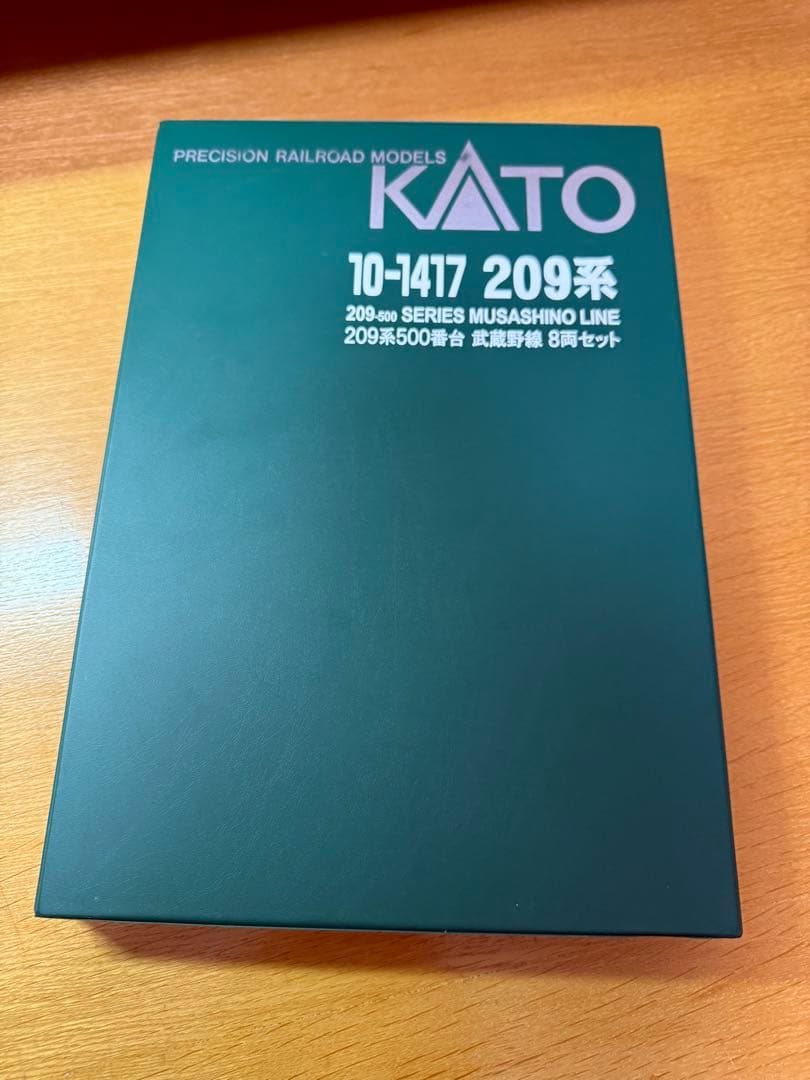 PRECISION RAILROAD MODELS
KATO
10-1417 209系
209-500 SERIES MUSASHINO LINE
209系500番台 武蔵野線 8両セット